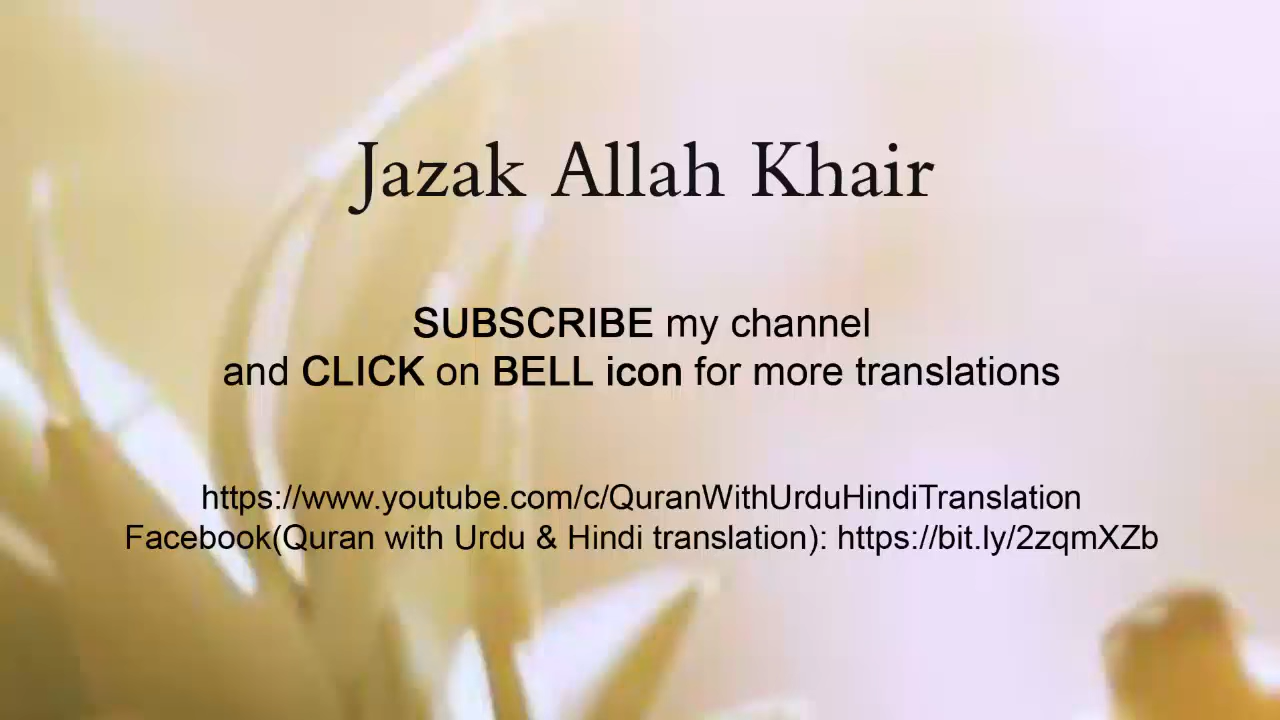 Jazak Allah Khair
SUBSCRIBE my channel
and CLICK on BELL icon for more translations
https://www.youtube.com/c/QuranWithUrduHindiTranslation
Facebook(Quran with Urdu & Hindi translation): https://bit.ly/2zqmXZb